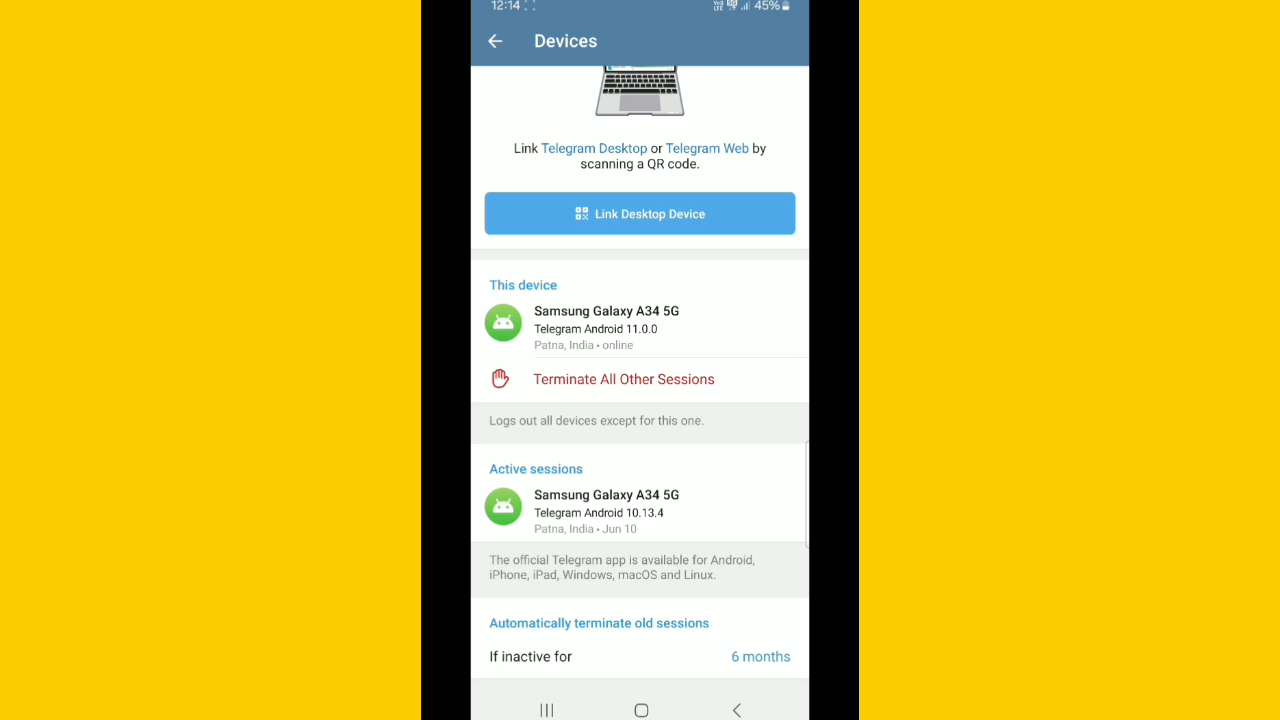 12:14
45%
Devices
Link Telegram Desktop or Telegram Web by
scanning a QR code.
Link Desktop Device
This device
Samsung Galaxy A34 5G
Telegram Android 11.0.0
Patna, India • online
Terminate All Other Sessions
Logs out all devices except for this one.
Active sessions
Samsung Galaxy A34 5G
Telegram Android 10.13.4
Patna, India • Jun 10
The official Telegram app is available for Android,
iPhone, iPad, Windows, macOS and Linux.
Automatically terminate old sessions
If inactive for
6 months